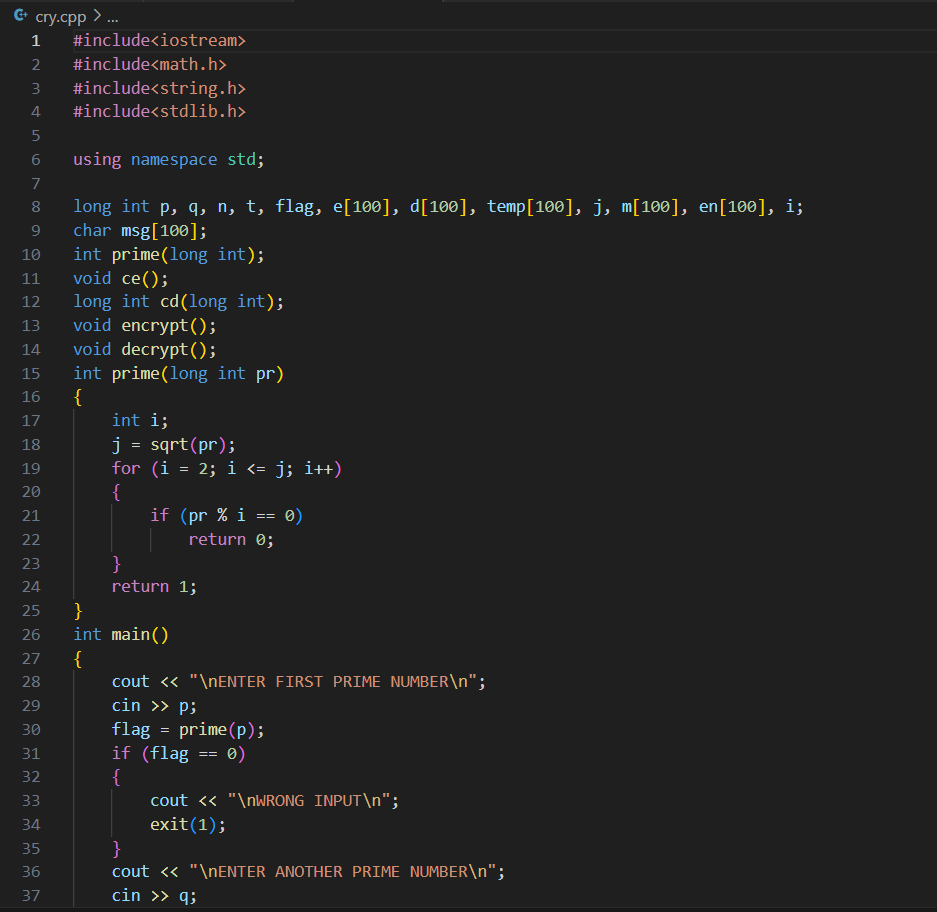 cry.cpp > ...
1 #include<iostream>
2 #include<math.h>
3 #include<string.h>
4 #include<stdlib.h>
5
6 using namespace std;
7
8 long int p, q, n, t, flag, e[100], d[100], temp[100], j, m[100], en[100], i;
9 char msg[100];
10 int prime(long int);
11 void ce();
12 long int cd(long int);
13 void encrypt();
14 void decrypt();
15 int prime(long int pr)
16 {
17     int i;
18     j = sqrt(pr);
19     for (i = 2; i <= j; i++)
20     {
21         if (pr % i == 0)
22             return 0;
23     }
24     return 1;
25 }
26 int main()
27 {
28     cout << "\nENTER FIRST PRIME NUMBER\n";
29     cin >> p;
30     flag = prime(p);
31     if (flag == 0)
32     {
33         cout << "\nWRONG INPUT\n";
34         exit(1);
35     }
36     cout << "\nENTER ANOTHER PRIME NUMBER\n";
37     cin >> q;